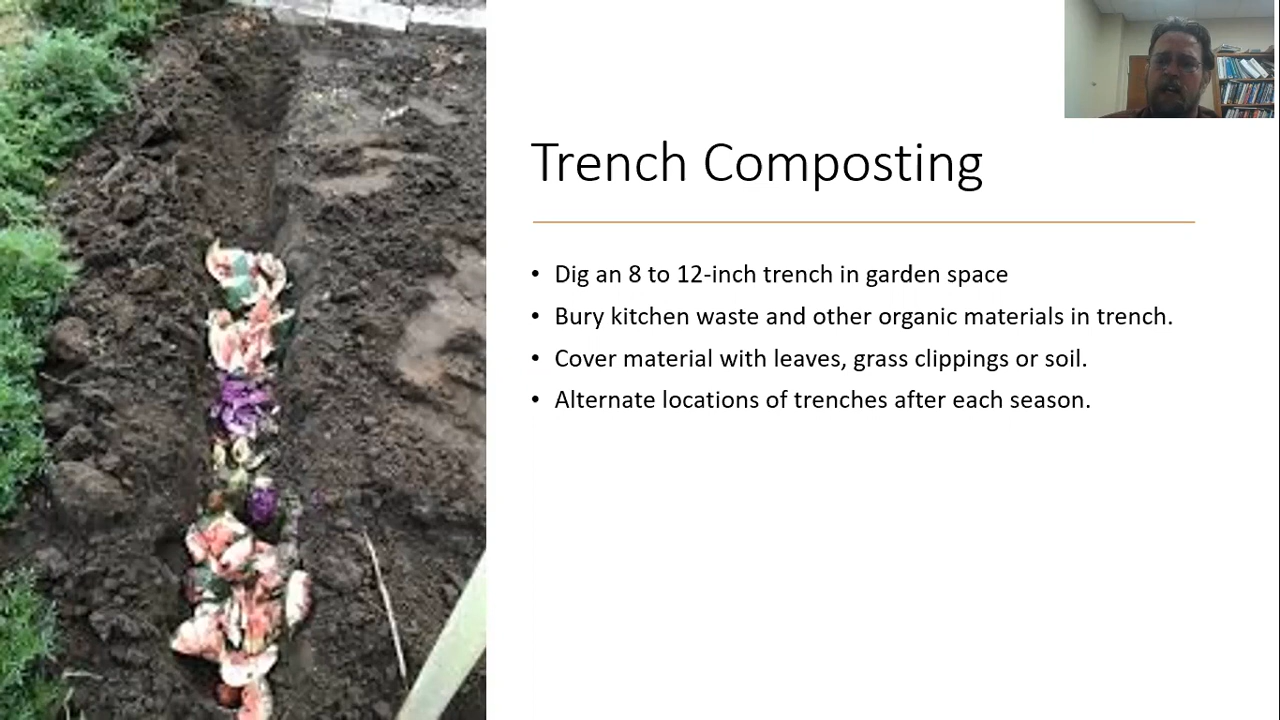 Trench Composting
• Dig an 8 to 12-inch trench in garden space
• Bury kitchen waste and other organic materials in trench.
• Cover material with leaves, grass clippings or soil.
• Alternate locations of trenches after each season.